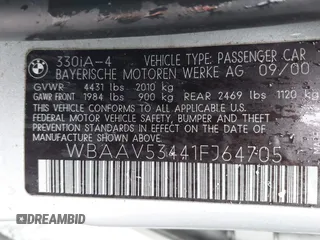 330iA-4 VEHICLE TYPE: PASSENGER CAR
BAYERISCHE MOTOREN WERKE AG 09/00
GVWR 4431 lbs 2010 kg
GAWR FRONT 1984 lbs 900 kg REAR 2469 lbs 1120 kg
THIS VEHICLE CONFORMS TO ALL APPLICABLE
FEDERAL MOTOR VEHICLE SAFETY, BUMPER AND
THEFT PREVENTION STANDARDS IN EFFECT ON THE DATE
OF MANUFACTURE SHOWN ABOVE
WBAAV53441FJ64705
DREAMBID